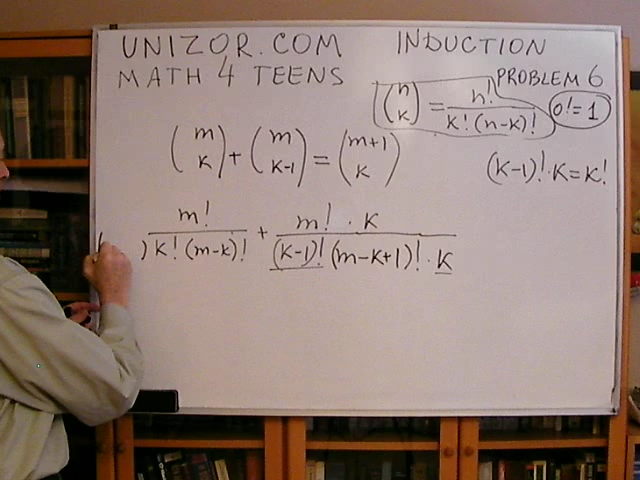 UNIZOR.COM INDUCTION
MATH 4 TEENS PROBLEM 6
(n k) = n! / k! (n-k)! 0! = 1
(m k) + (m k-1) = (m+1 k) (k-1)! · k = k!
m! / ) k! (m-k)! + m! · k / (k-1)! (m-k+1)! · k